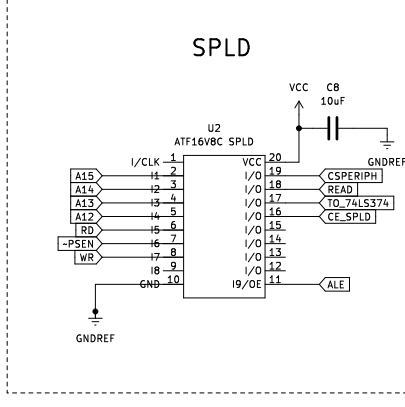 SPLD
VCC C8
10uF
U2
ATF16V8C SPLD
GNDREF
I/CLK 1 20 VCC
A15 I1 2 19 I/O CSPERIPH
A14 I2 3 18 I/O READ
A13 I3 4 17 I/O TO_74LS374
A12 I4 5 16 I/O CE_SPLD
RD I5 6 15 I/O
~PSEN I6 7 14 I/O
WR I7 8 13 I/O
I8 9 12 I/O
GND 10 11 I9/OE ALE
GNDREF